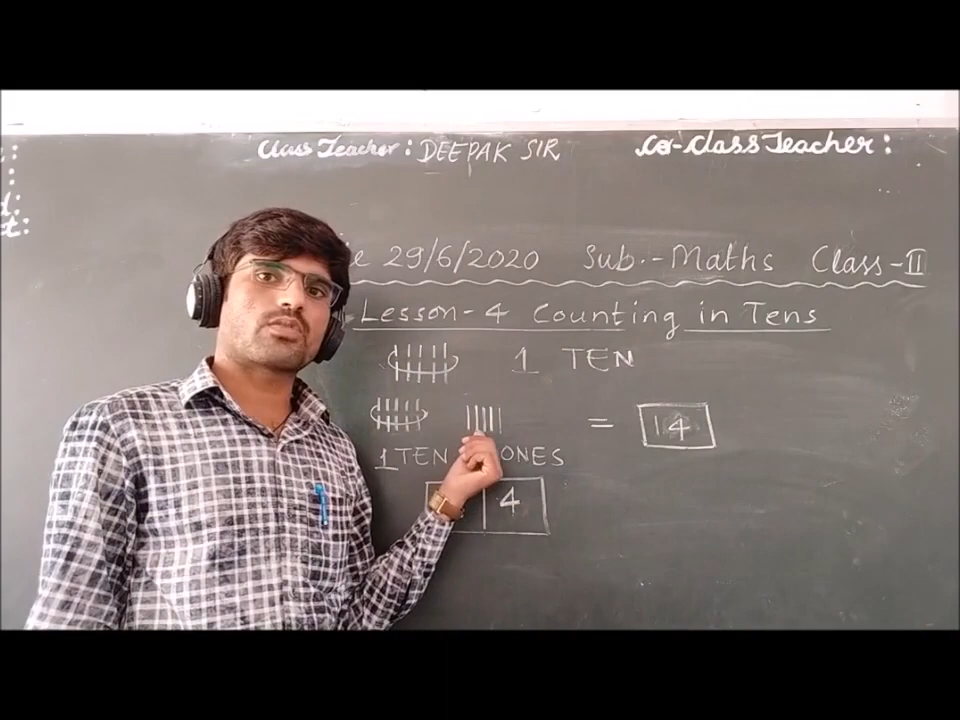 Class Teacher: DEEPAK SIR
Co-Class Teacher:
29/6/2020 Sub.-Maths Class-II
Lesson-4 Counting in Tens
1 TEN
= 14
1 TEN ONES
4